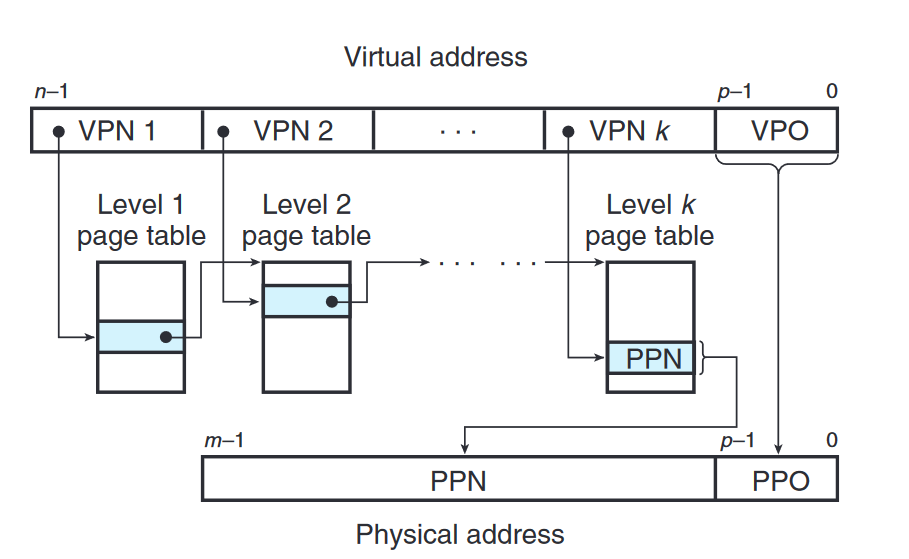 Virtual address
n–1 p–1 0
VPN 1 VPN 2 . . . VPN k VPO
Level 1 Level 2 Level k
page table page table page table
. . . . . .
PPN
m–1 p–1 0
PPN PPO
Physical address